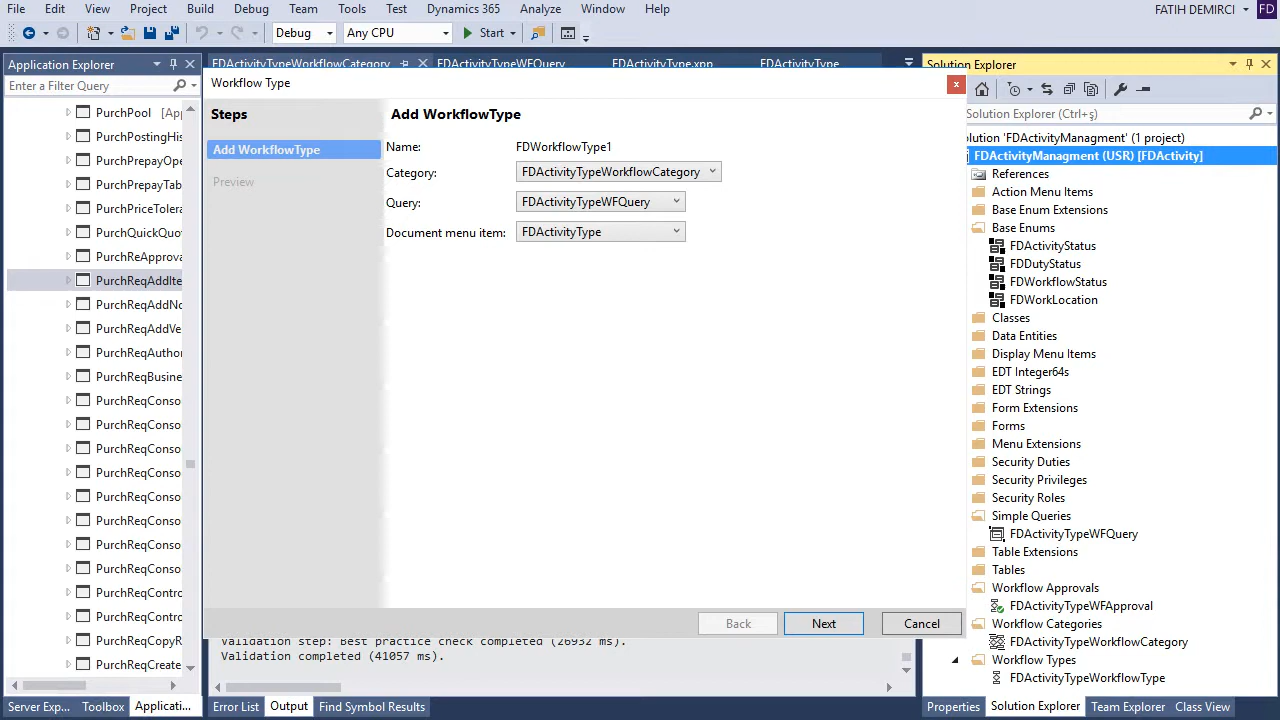 File Edit View Project Build Debug Team Tools Test Dynamics 365 Analyze Window Help FATIH DEMIRCI FD
Debug Any CPU Start
Application Explorer
Enter a Filter Query
PurchPool [Ap
PurchPostingHis
PurchPrepayOpe
PurchPrepayTab
PurchPriceTolera
PurchQuickQuo
PurchReApprova
PurchReqAddIte
PurchReqAddNo
PurchReqAddVe
PurchReqAuthor
PurchReqBusine
PurchReqConso
PurchReqConso
PurchReqConso
PurchReqConso
PurchReqConso
PurchReqConso
PurchReqConso
PurchReqConso
PurchReqContro
PurchReqContro
PurchReqCopyR
PurchReqCreate
Server Exp... Toolbox Applicati...
FDActivityTypeWorkflowCategory FDActivityTypeWFQuery FDActivityType.xpp FDActivityType
Workflow Type
Steps
Add WorkflowType
Preview
Add WorkflowType
Name: FDWorkflowType1
Category: FDActivityTypeWorkflowCategory
Query: FDActivityTypeWFQuery
Document menu item: FDActivityType
Back Next Cancel
Validation step: Best practice check completed (26932 ms).
Validation completed (41057 ms).
Error List Output Find Symbol Results
Solution Explorer
Solution Explorer (Ctrl+ş)
olution 'FDActivityManagment' (1 project)
FDActivityManagment (USR) [FDActivity]
References
Action Menu Items
Base Enum Extensions
Base Enums
FDActivityStatus
FDDutyStatus
FDWorkflowStatus
FDWorkLocation
Classes
Data Entities
Display Menu Items
EDT Integer64s
EDT Strings
Form Extensions
Forms
Menu Extensions
Security Duties
Security Privileges
Security Roles
Simple Queries
FDActivityTypeWFQuery
Table Extensions
Tables
Workflow Approvals
FDActivityTypeWFApproval
Workflow Categories
FDActivityTypeWorkflowCategory
Workflow Types
FDActivityTypeWorkflowType
Properties Solution Explorer Team Explorer Class View